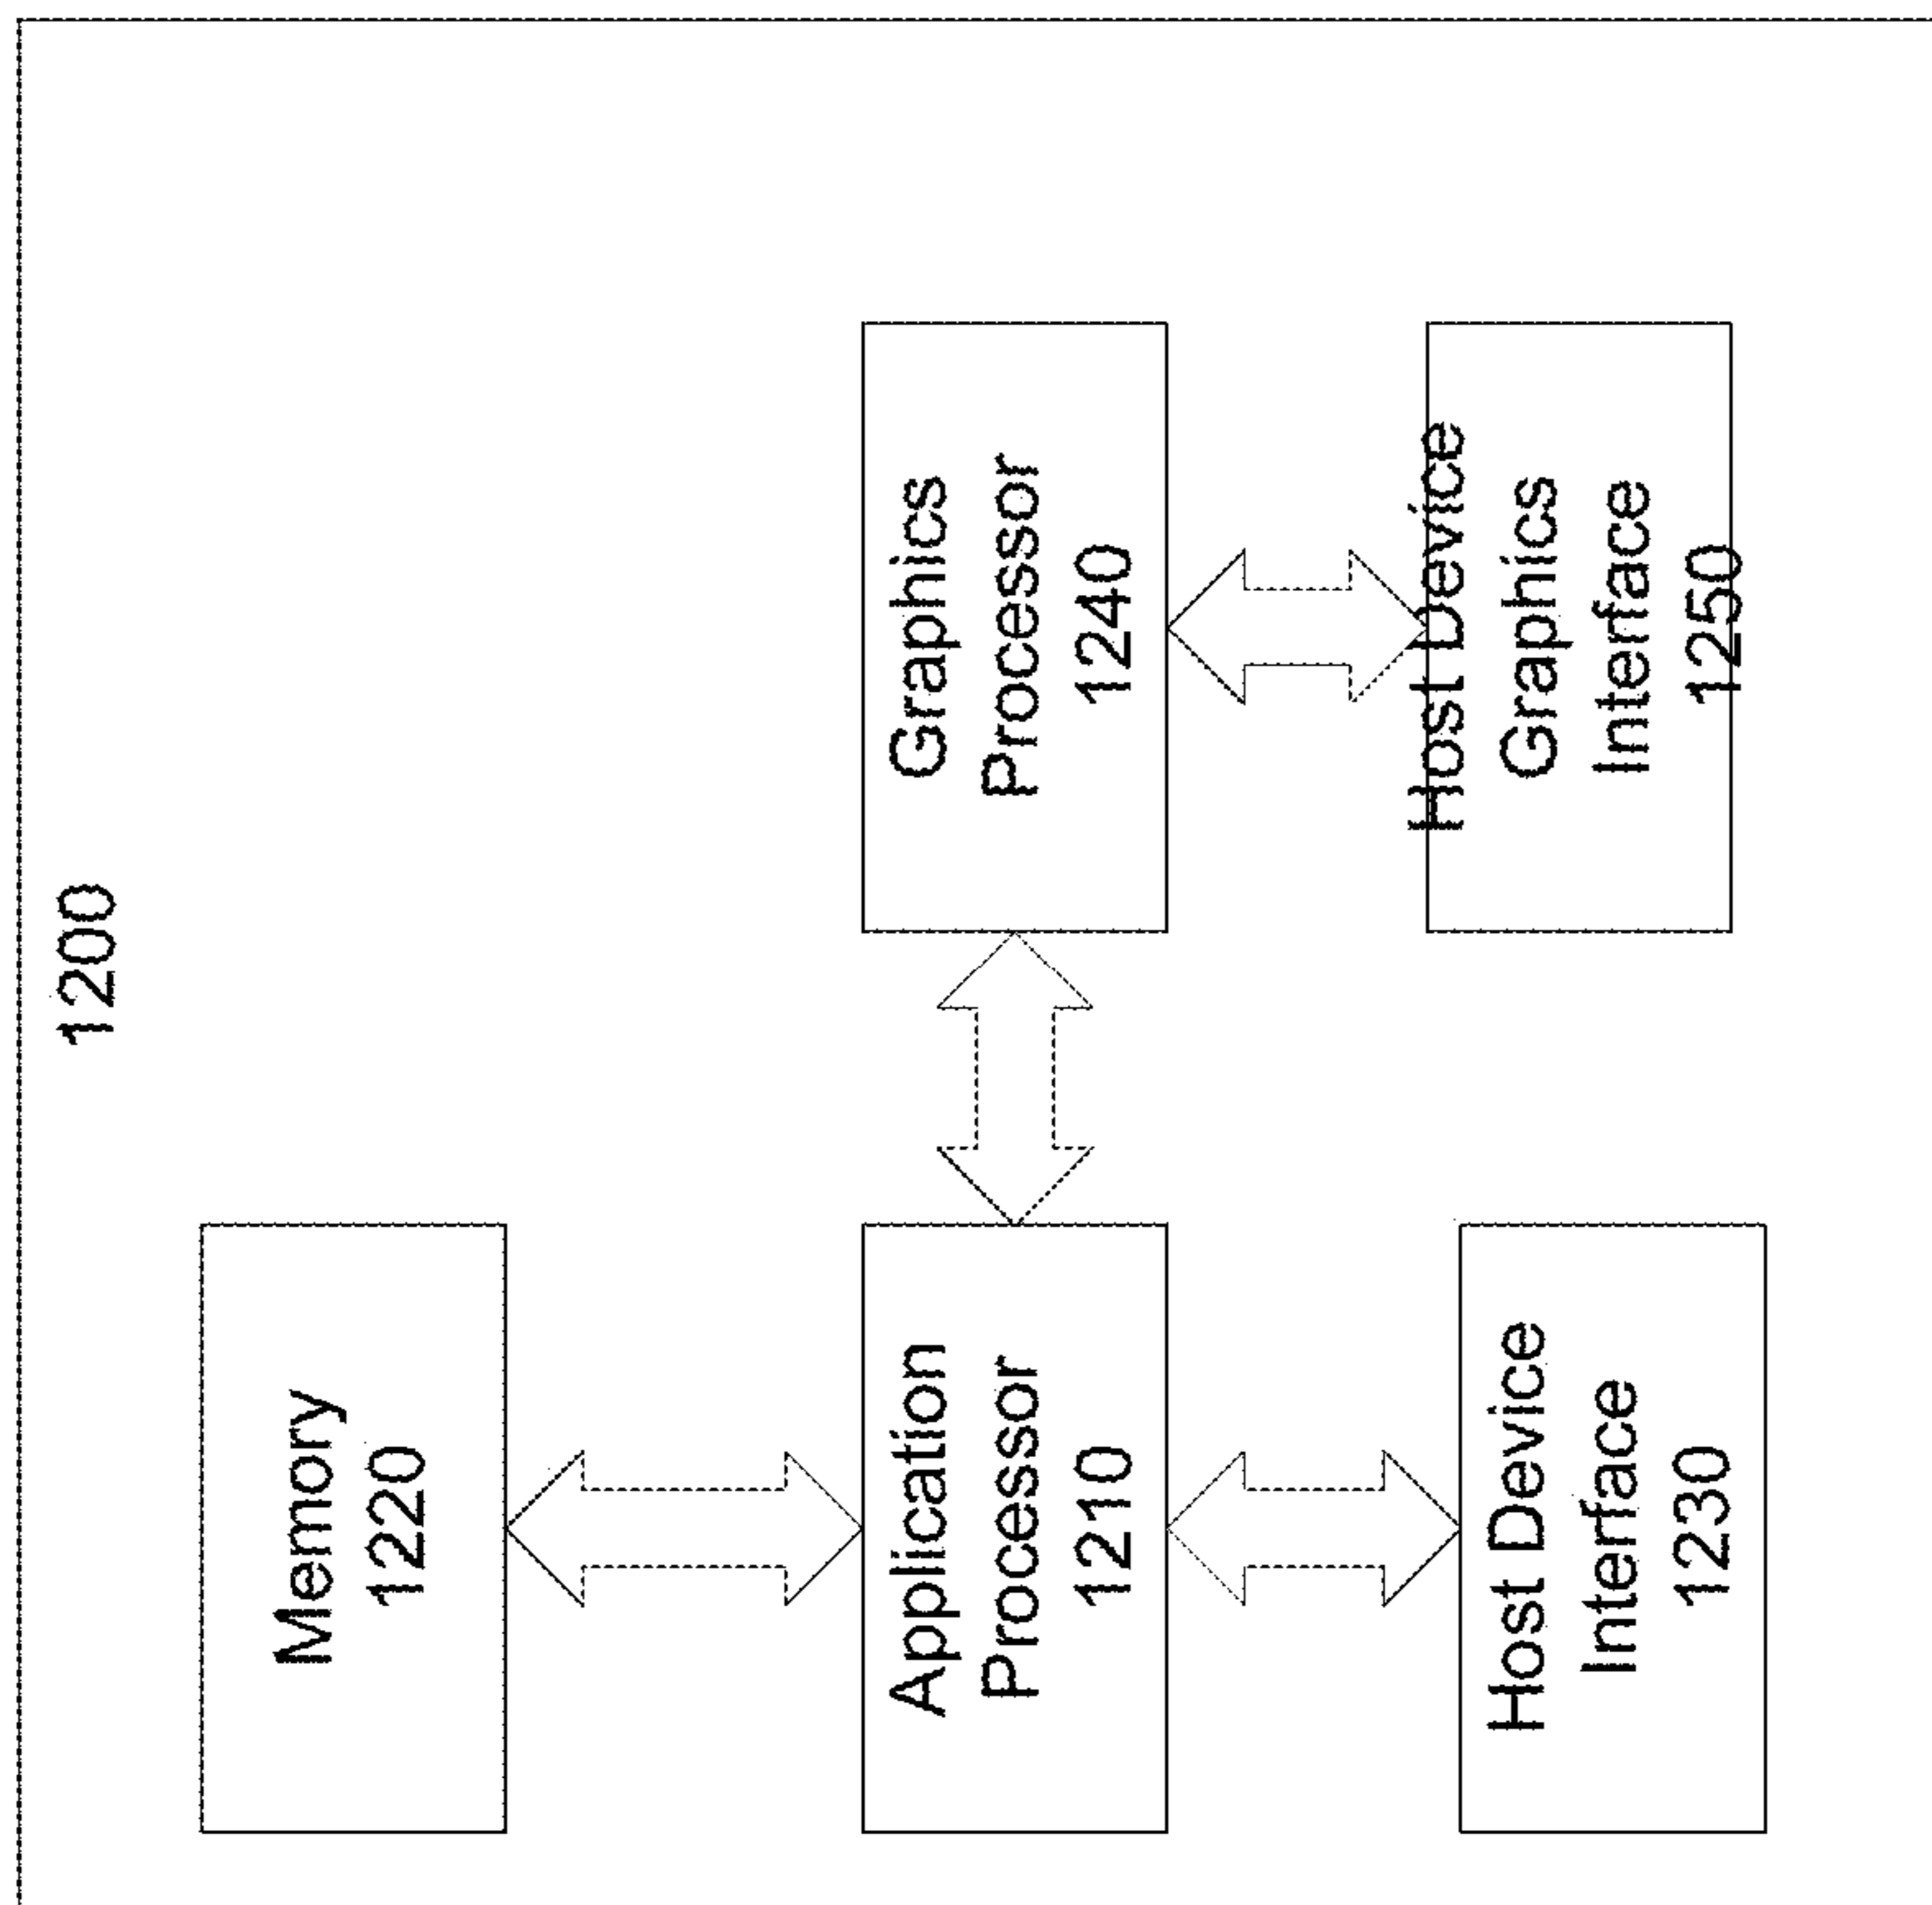 1200
Memory
1220
Application
Processor
1210
Graphics
Processor
1240
Host Device
Interface
1230
Host Device
Graphics
Interface
1250